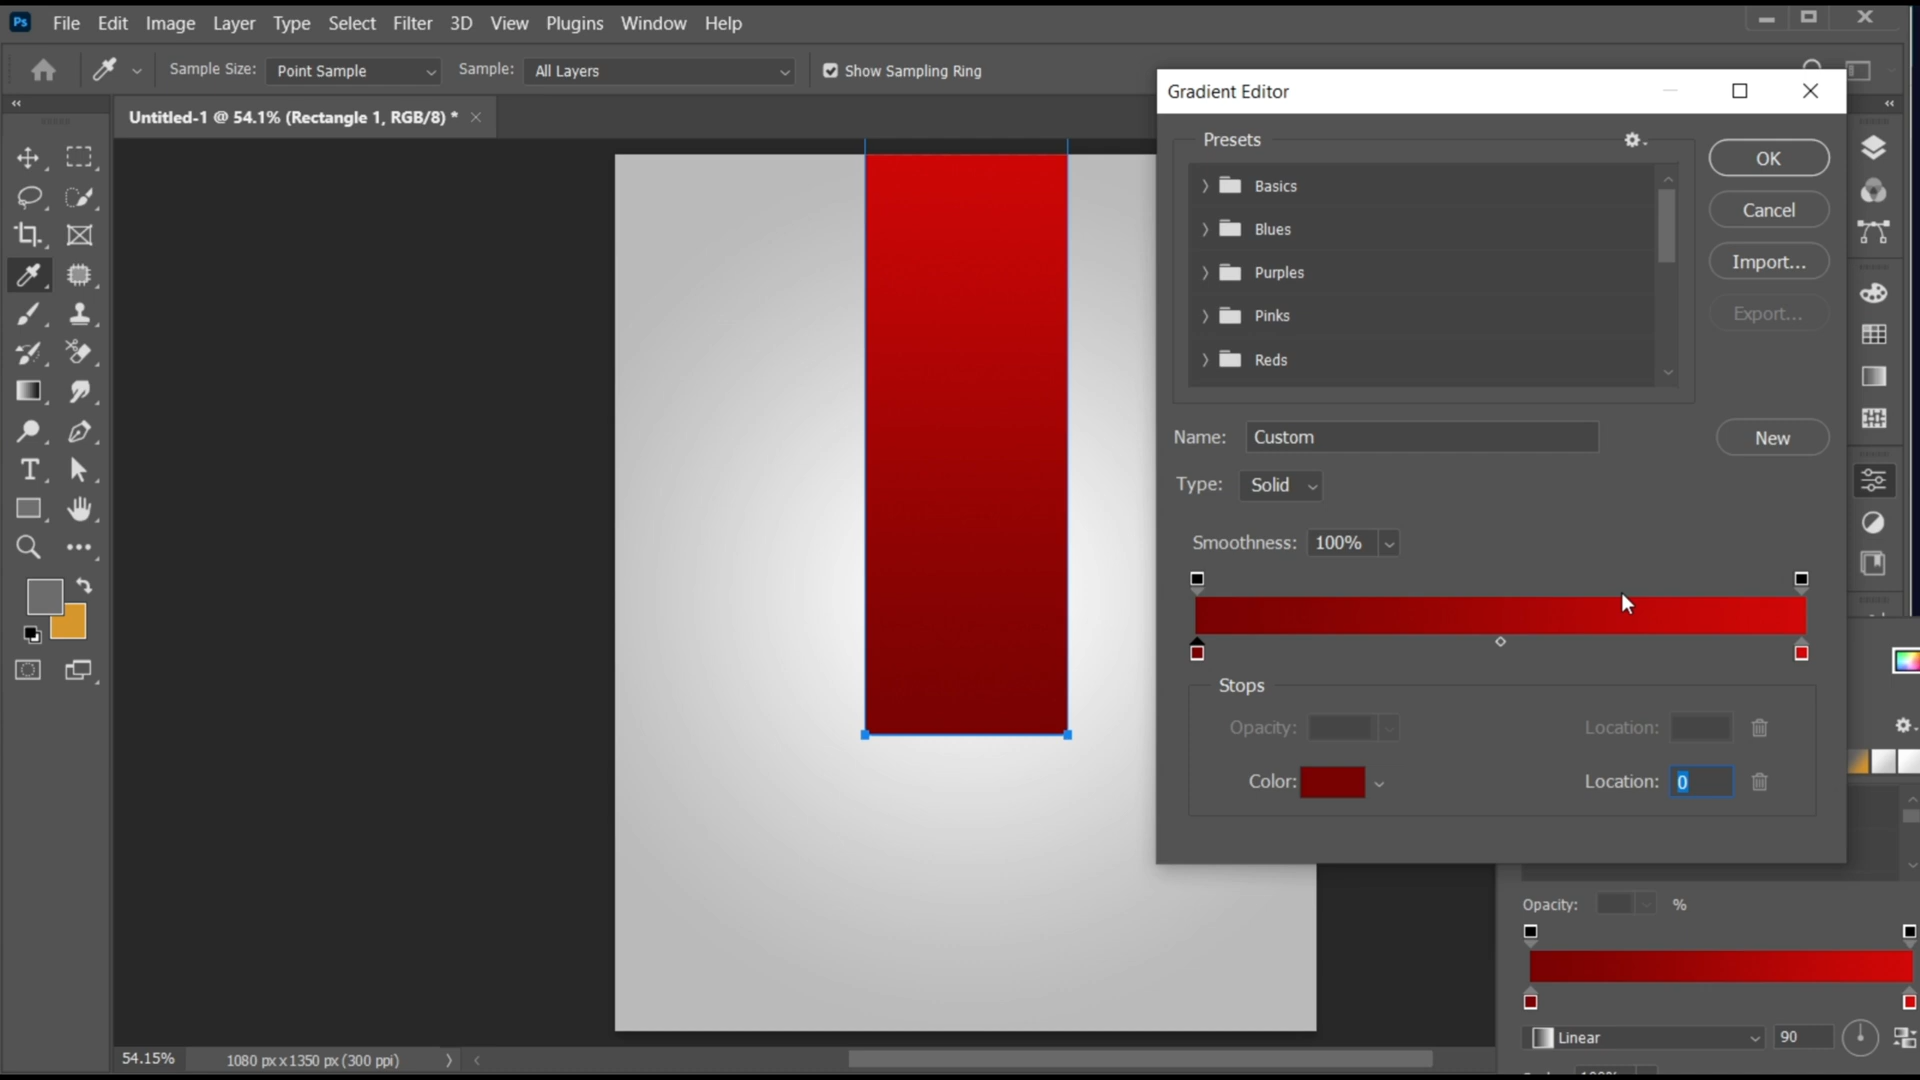 Ps File Edit Image Layer Type Select Filter 3D View Plugins Window Help
Sample Size: Point Sample Sample: All Layers Show Sampling Ring
Untitled-1 @ 54.1% (Rectangle 1, RGB/8) *
Gradient Editor
Presets
Basics
Blues
Purples
Pinks
Reds
OK
Cancel
Import...
Export...
Name: Custom
New
Type: Solid
Smoothness: 100%
Stops
Opacity: Location:
Color: Location: 0
Opacity: %
Linear 90
54.15% 1080 px x 1350 px (300 ppi)